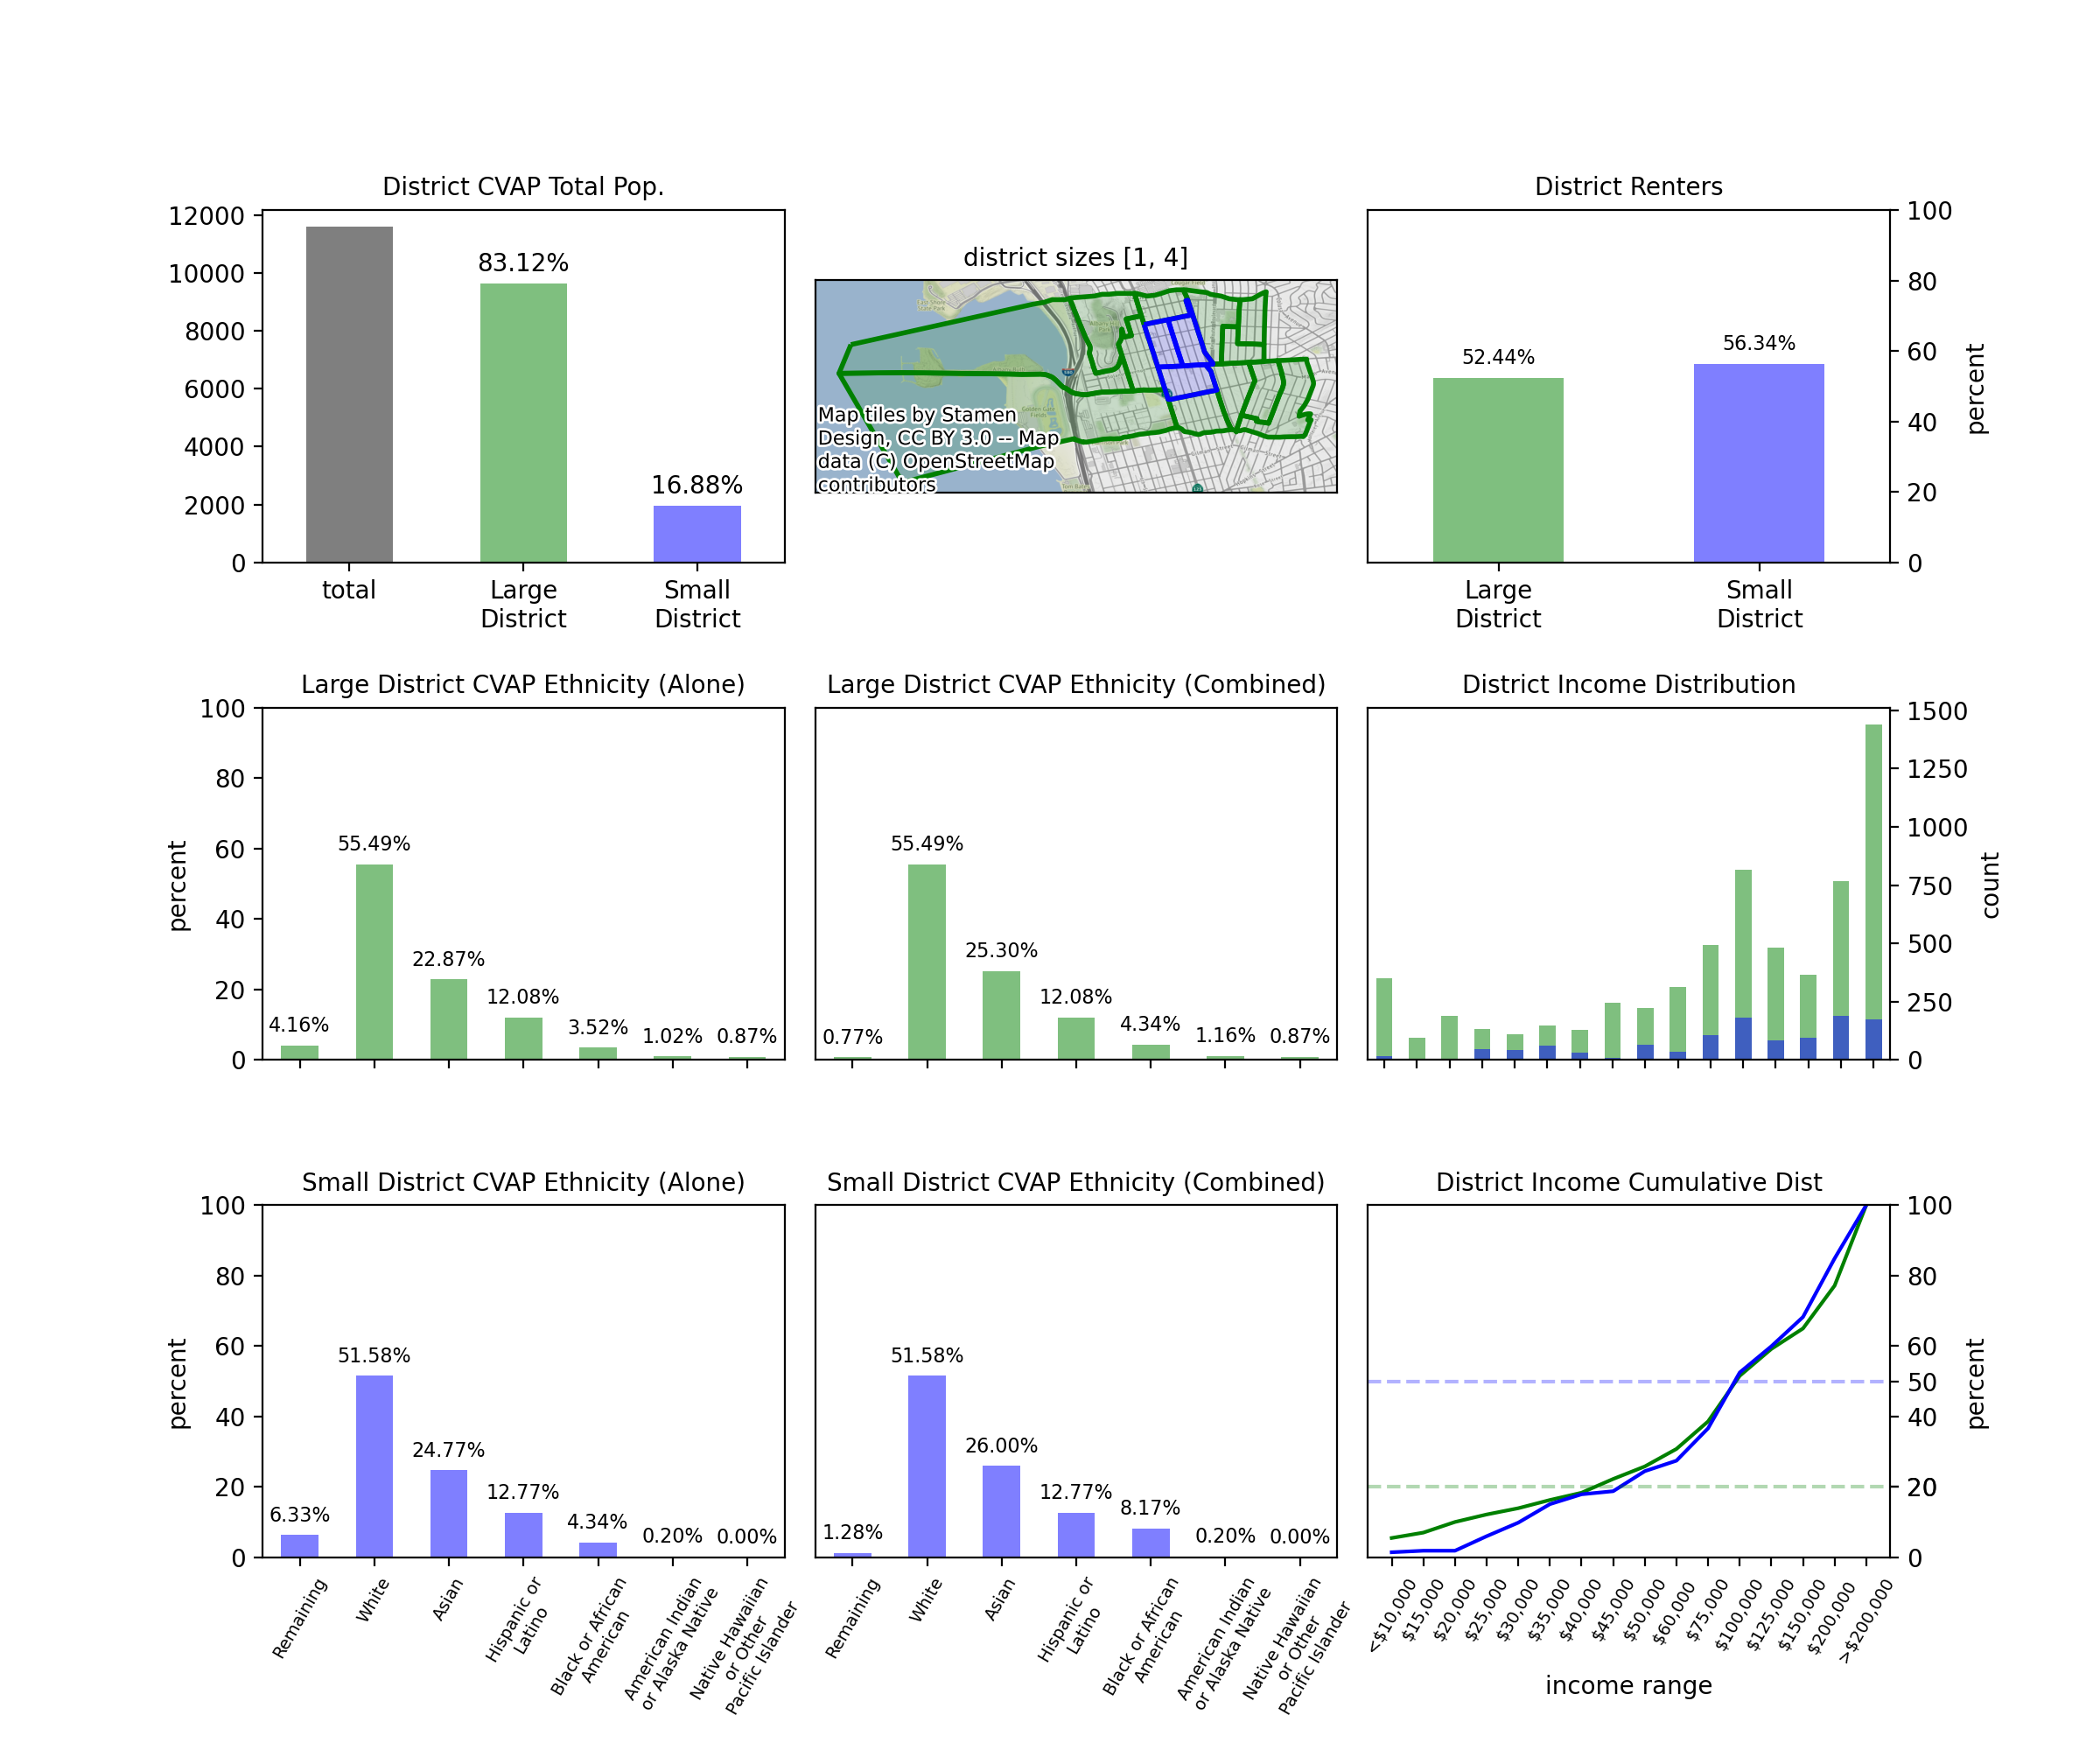 District CVAP Total Pop.
12000
10000
8000
6000
4000
2000
0
83.12%
16.88%
total
Large
District
Small
District
district sizes [1, 4]
Map tiles by Stamen
Design, CC BY 3.0 -- Map
data (C) OpenStreetMap
contributors
District Renters
52.44%
56.34%
100
80
60
40
20
0
percent
Large
District
Small
District
Large District CVAP Ethnicity (Alone)
percent
100
80
60
40
20
0
4.16%
55.49%
22.87%
12.08%
3.52%
1.02%
0.87%
Large District CVAP Ethnicity (Combined)
0.77%
55.49%
25.30%
12.08%
4.34%
1.16%
0.87%
District Income Distribution
1500
1250
1000
750
500
250
0
count
Small District CVAP Ethnicity (Alone)
percent
100
80
60
40
20
0
6.33%
51.58%
24.77%
12.77%
4.34%
0.20%
0.00%
Remaining
White
Asian
Hispanic or
Latino
Black or African
American
American Indian
or Alaska Native
Native Hawaiian
or Other
Pacific Islander
Small District CVAP Ethnicity (Combined)
1.28%
51.58%
26.00%
12.77%
8.17%
0.20%
0.00%
Remaining
White
Asian
Hispanic or
Latino
Black or African
American
American Indian
or Alaska Native
Native Hawaiian
or Other
Pacific Islander
District Income Cumulative Dist
100
80
60
50
40
20
0
percent
<$10,000
$15,000
$20,000
$25,000
$30,000
$35,000
$40,000
$45,000
$50,000
$60,000
$75,000
$100,000
$125,000
$150,000
$200,000
>$200,000
income range